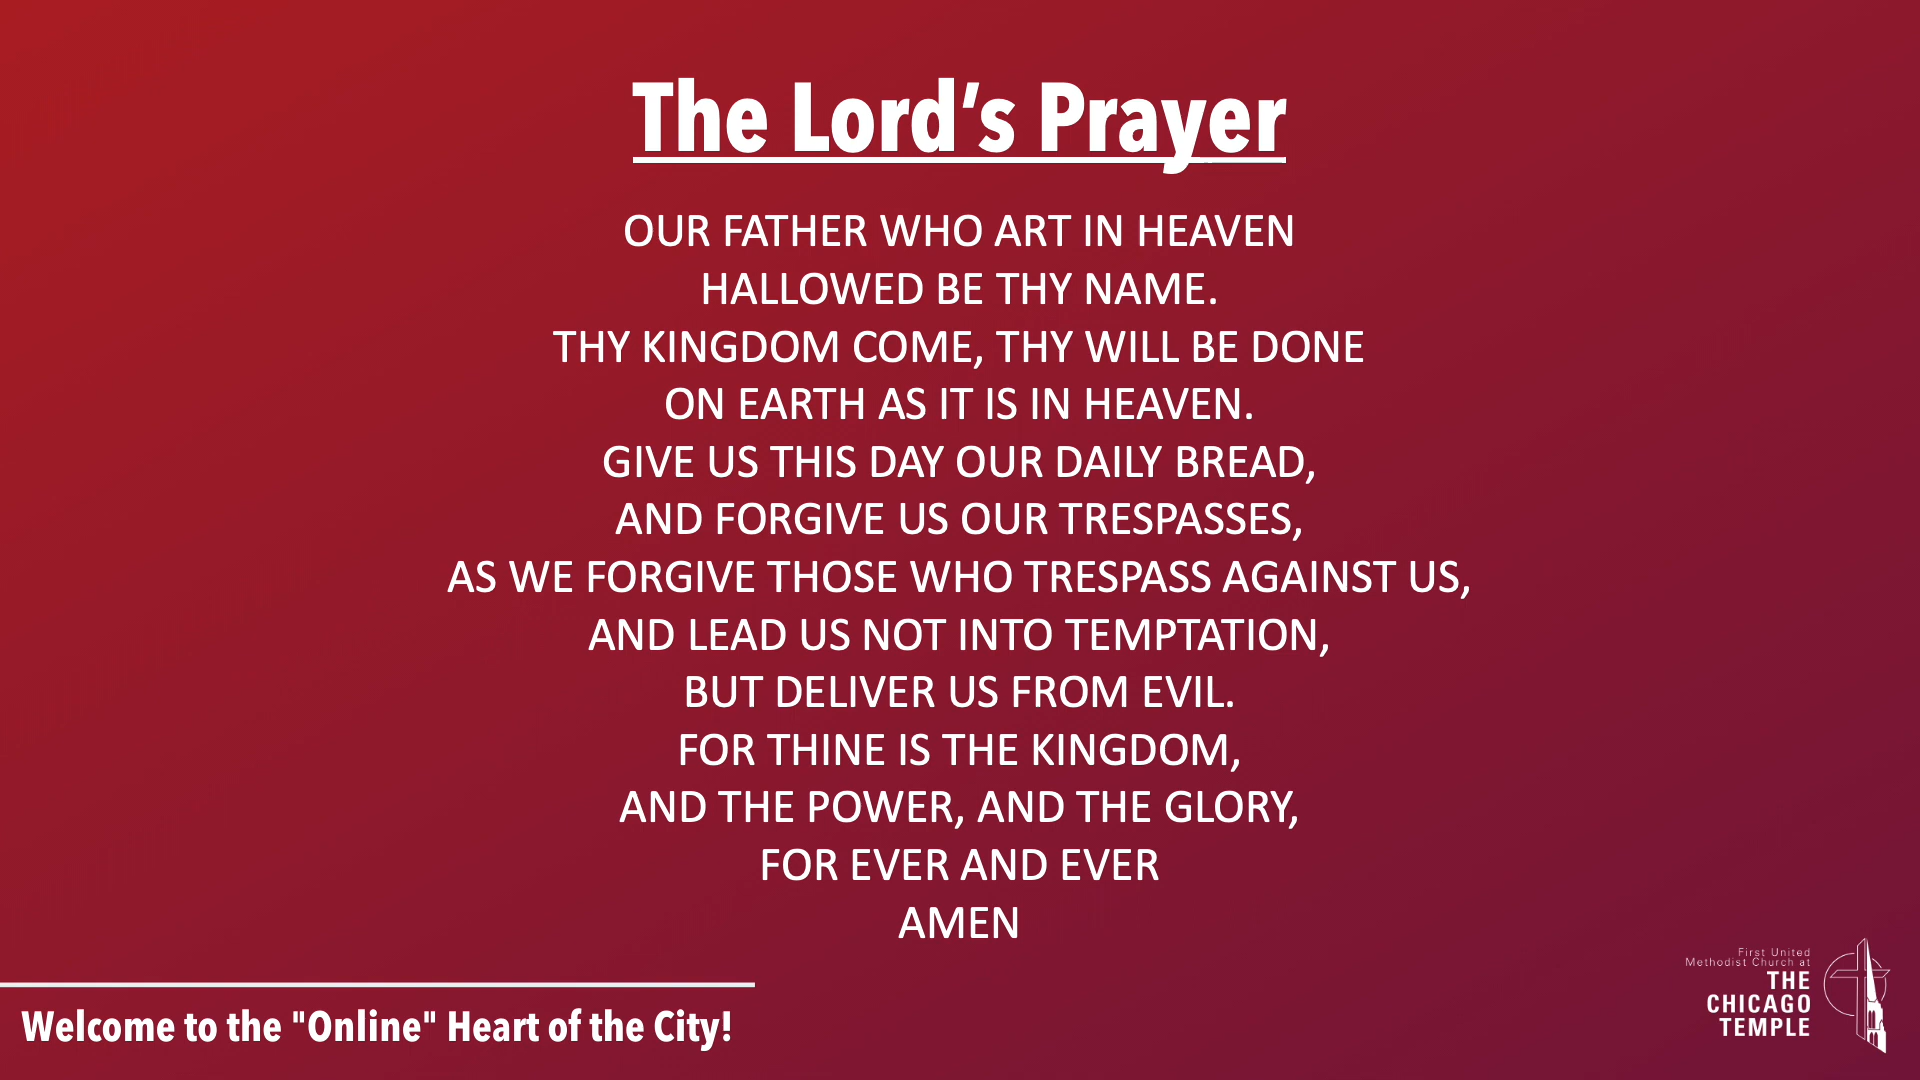 The Lord’s Prayer
OUR FATHER WHO ART IN HEAVEN
HALLOWED BE THY NAME.
THY KINGDOM COME, THY WILL BE DONE
ON EARTH AS IT IS IN HEAVEN.
GIVE US THIS DAY OUR DAILY BREAD,
AND FORGIVE US OUR TRESPASSES,
AS WE FORGIVE THOSE WHO TRESPASS AGAINST US,
AND LEAD US NOT INTO TEMPTATION,
BUT DELIVER US FROM EVIL.
FOR THINE IS THE KINGDOM,
AND THE POWER, AND THE GLORY,
FOR EVER AND EVER
AMEN
Welcome to the "Online" Heart of the City!
First United
Methodist Church at
THE
CHICAGO
TEMPLE